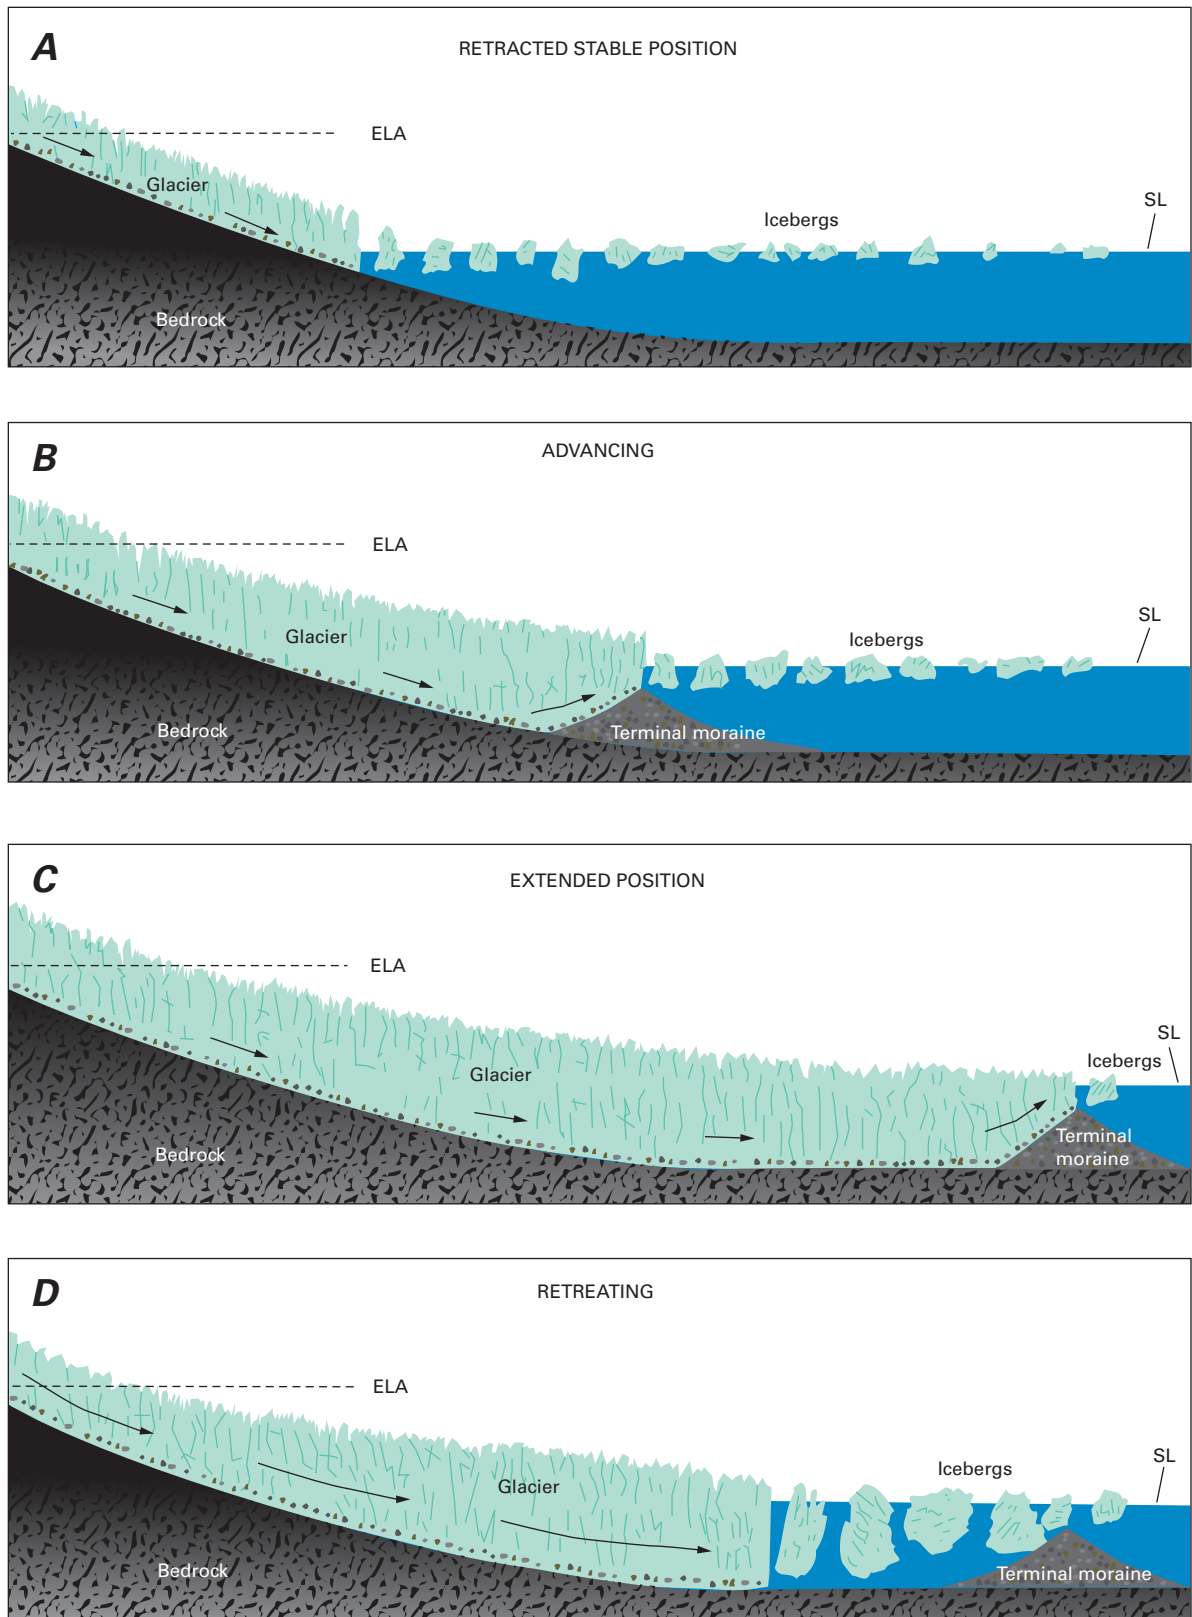 A
RETRACTED STABLE POSITION
ELA
Glacier
SL
Icebergs
Bedrock
B
ADVANCING
ELA
SL
Glacier
Icebergs
Bedrock
Terminal moraine
C
EXTENDED POSITION
ELA
SL
Icebergs
Glacier
Terminal
moraine
Bedrock
D
RETREATING
ELA
SL
Icebergs
Glacier
Bedrock
Terminal moraine